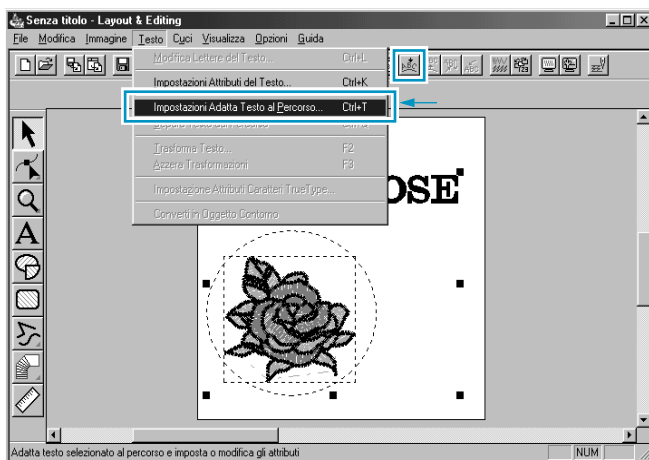 Senza titolo - Layout & Editing
File Modifica Immagine Testo Cuci Visualizza Opzioni Guida
Modifica Lettere del Testo... Ctrl+L
Impostazioni Attributi del Testo... Ctrl+K
Impostazioni Adatta Testo al Percorso... Ctrl+T
Trasforma Testo... F2
Azzera Trasformazioni F3
Impostazione Attributi Caratteri TrueType...
Converti in Oggetto Contorno
OSE
A
Adatta testo selezionato al percorso e imposta o modifica gli attributi NUM